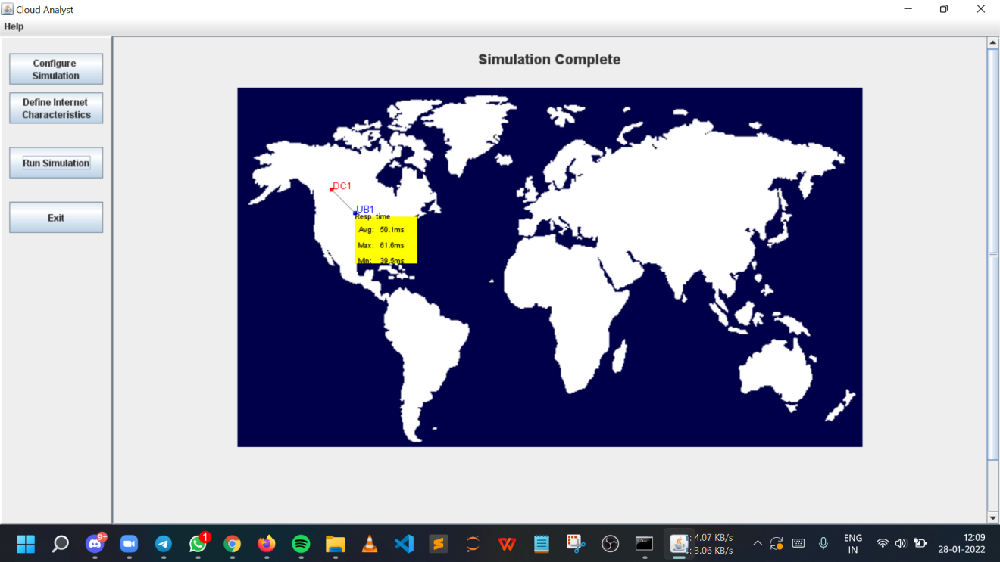 Cloud Analyst
Help
Configure
Simulation
Define Internet
Characteristics
Run Simulation
Exit
Simulation Complete
DC1
UB1
Resp. time
Avg: 50.1ms
Max: 61.6ms
Min: 39.5ms
9+
1
: 4.07 KB/s
: 3.06 KB/s
ENG
IN
12:09
28-01-2022